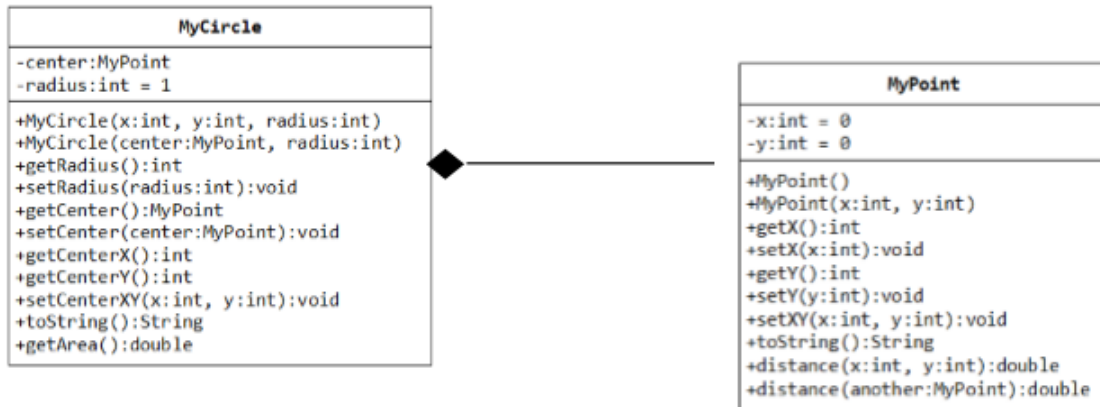 MyCircle
-center:MyPoint
-radius:int = 1
+MyCircle(x:int, y:int, radius:int)
+MyCircle(center:MyPoint, radius:int)
+getRadius():int
+setRadius(radius:int):void
+getCenter():MyPoint
+setCenter(center:MyPoint):void
+getCenterX():int
+getCenterY():int
+setCenterXY(x:int, y:int):void
+toString():String
+getArea():double
MyPoint
-x:int = 0
-y:int = 0
+MyPoint()
+MyPoint(x:int, y:int)
+getX():int
+setX(x:int):void
+getY():int
+setY(y:int):void
+setXY(x:int, y:int):void
+toString():String
+distance(x:int, y:int):double
+distance(another:MyPoint):double